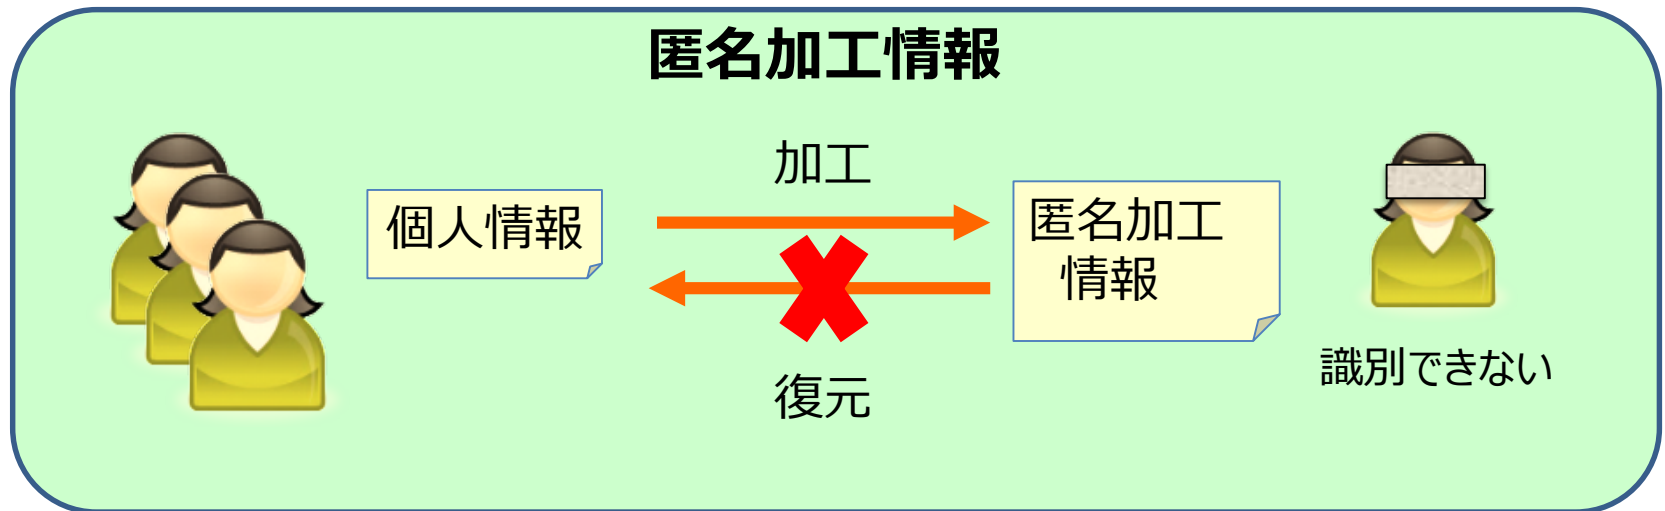 匿名加工情報
加工
個人情報
匿名加工
情報
復元
識別できない